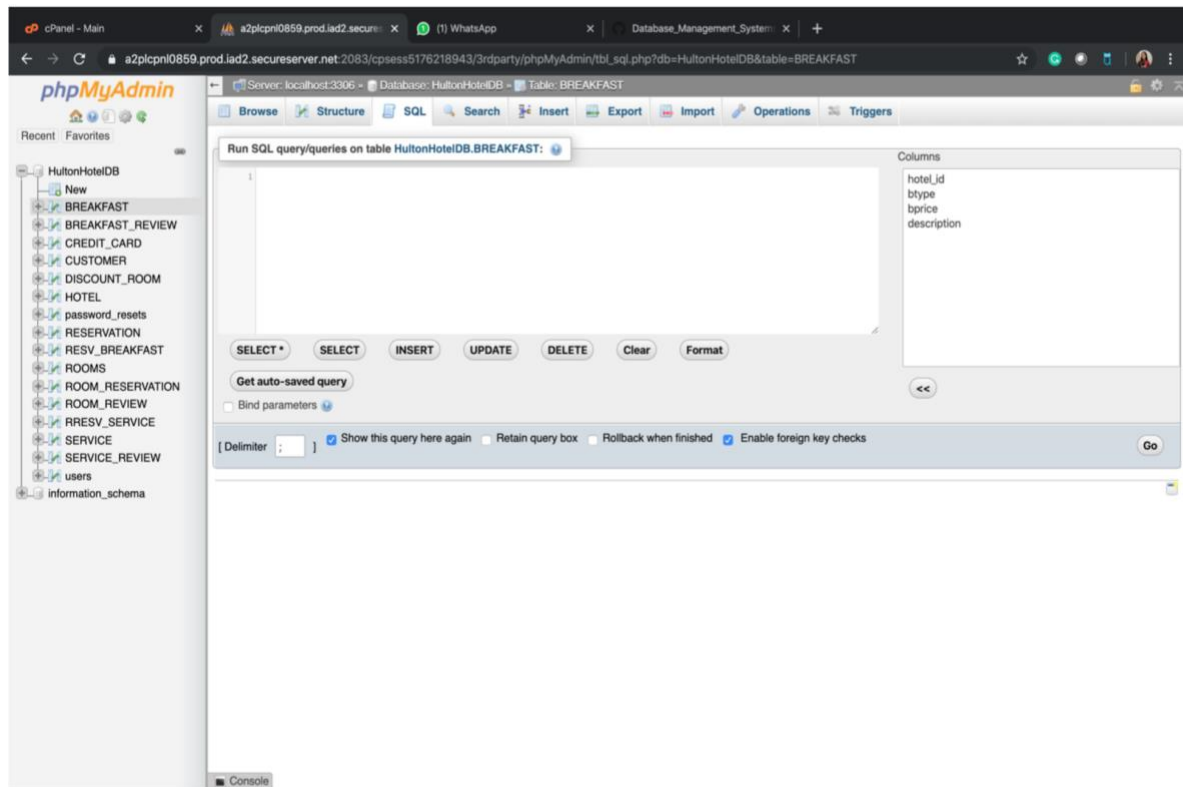 cPanel - Main
a2plcpnl0859.prod.iad2.secure
(1) WhatsApp
Database_Management_System
a2plcpnl0859.prod.iad2.secureserver.net:2083/cpsess5176218943/3rdparty/phpMyAdmin/tbl_sql.php?db=HultonHotelDB&table=BREAKFAST
phpMyAdmin
Recent Favorites
HultonHotelDB
New
BREAKFAST
BREAKFAST_REVIEW
CREDIT_CARD
CUSTOMER
DISCOUNT_ROOM
HOTEL
password_resets
RESERVATION
RESV_BREAKFAST
ROOMS
ROOM_RESERVATION
ROOM_REVIEW
RRESV_SERVICE
SERVICE
SERVICE_REVIEW
users
information_schema
Server: localhost:3306 » Database: HultonHotelDB » Table: BREAKFAST
Browse Structure SQL Search Insert Export Import Operations Triggers
Run SQL query/queries on table HultonHotelDB.BREAKFAST:
1
Columns
hotel_id
btype
bprice
description
SELECT * SELECT INSERT UPDATE DELETE Clear Format
<<
Get auto-saved query
Bind parameters
[ Delimiter ; ] Show this query here again Retain query box Rollback when finished Enable foreign key checks Go
Console